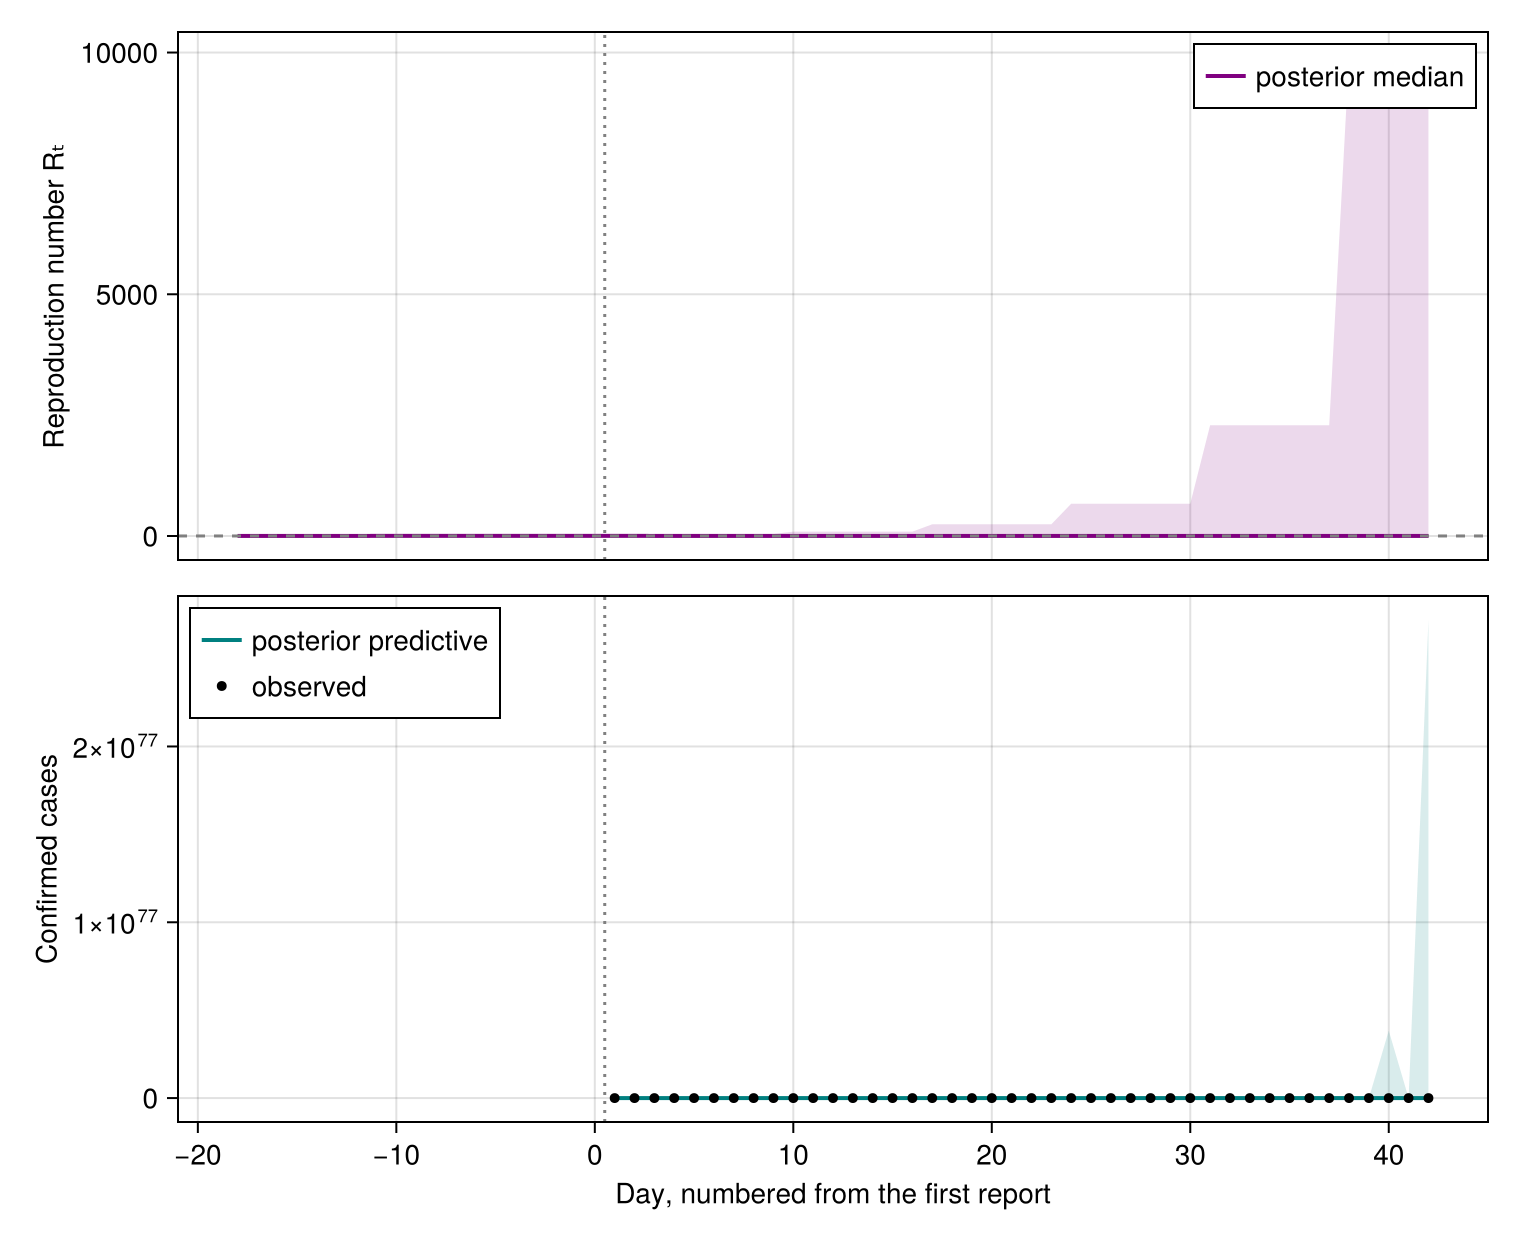 10000
5000
0
Reproduction number Rₜ
posterior median
2×10⁷⁷
1×10⁷⁷
0
Confirmed cases
posterior predictive
observed
−20 −10 0 10 20 30 40
Day, numbered from the first report